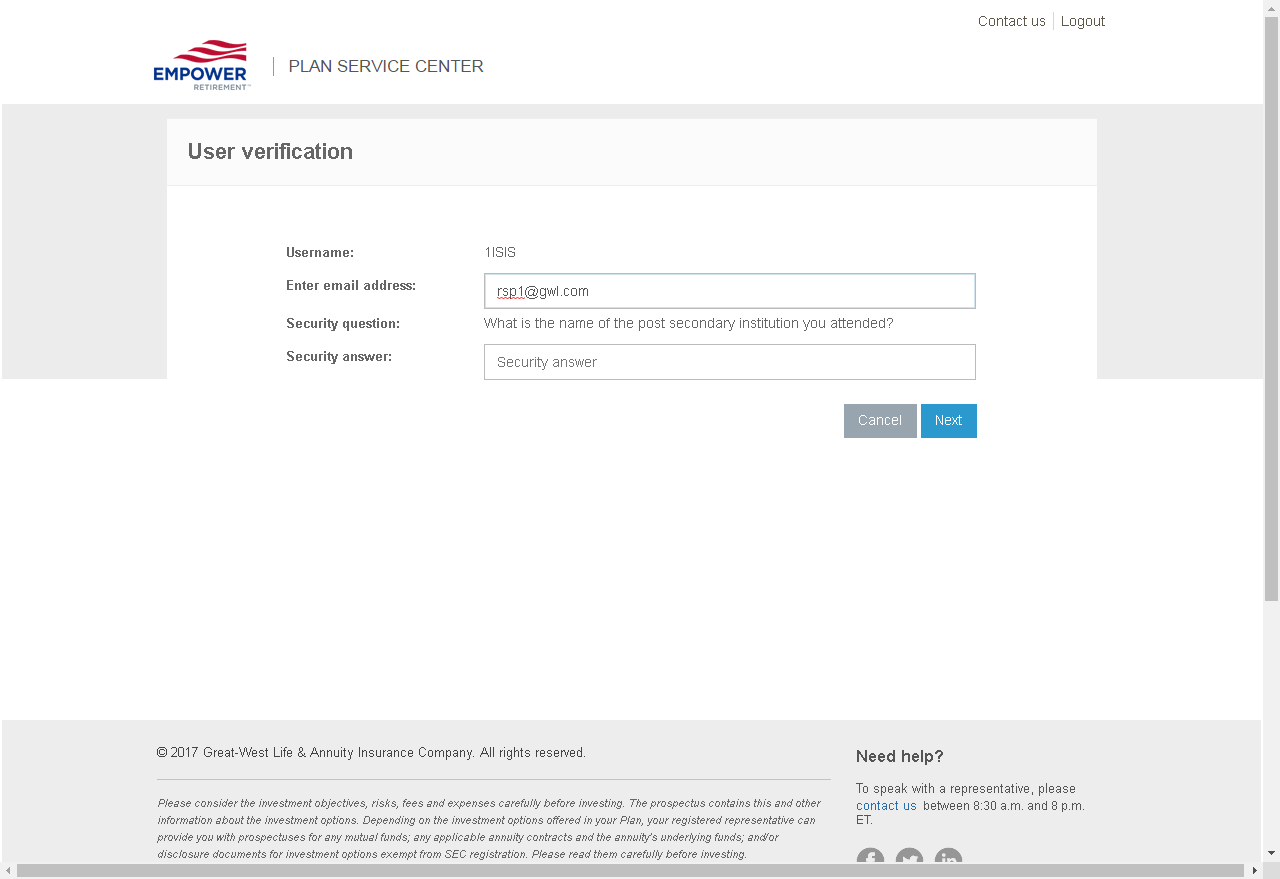 Contact us
Logout
EMPOWER
RETIREMENT™
PLAN SERVICE CENTER
User verification
Username: 1ISIS
Enter email address: rsp1@gwl.com
Security question: What is the name of the post secondary institution you attended?
Security answer: Security answer
Cancel Next
© 2017 Great-West Life & Annuity Insurance Company. All rights reserved.
Please consider the investment objectives, risks, fees and expenses carefully before investing. The prospectus contains this and other
information about the investment options. Depending on the investment options offered in your Plan, your registered representative can
provide you with prospectuses for any mutual funds; any applicable annuity contracts and the annuity's underlying funds; and/or
disclosure documents for investment options exempt from SEC registration. Please read them carefully before investing.
Need help?
To speak with a representative, please
contact us between 8:30 a.m. and 8 p.m.
ET.